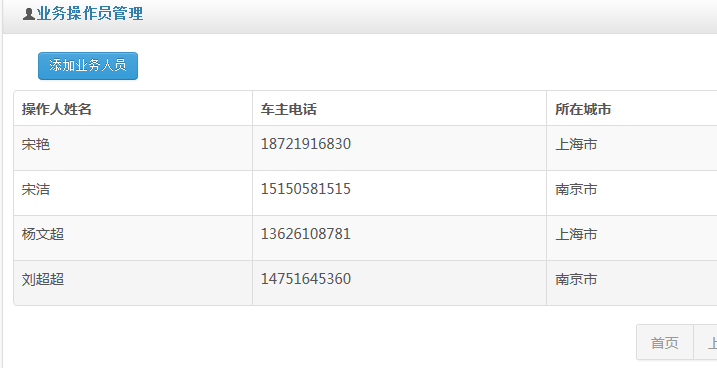 业务操作员管理
添加业务人员
操作人姓名 车主电话 所在城市
宋艳 18721916830 上海市
宋洁 15150581515 南京市
杨文超 13626108781 上海市
刘超超 14751645360 南京市
首页 上